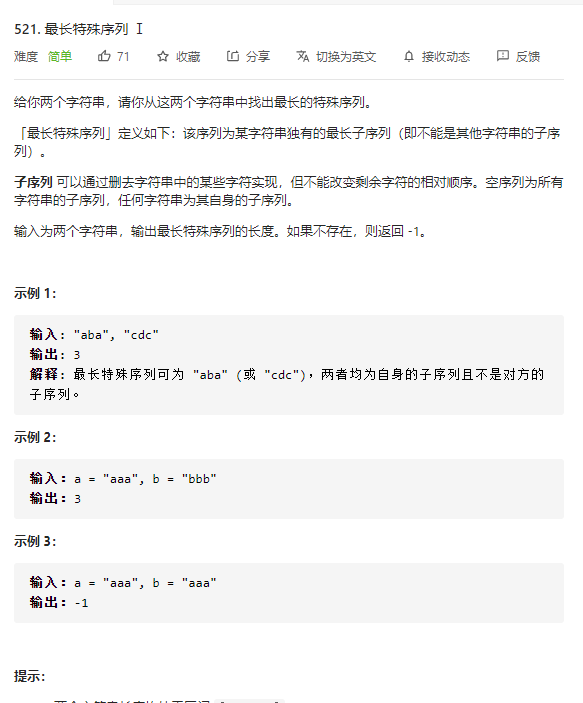 521. 最长特殊序列 Ⅰ
难度 简单 71 收藏 分享 切换为英文 接收动态 反馈
给你两个字符串，请你从这两个字符串中找出最长的特殊序列。
「最长特殊序列」定义如下：该序列为某字符串独有的最长子序列（即不能是其他字符串的子序
列）。
子序列 可以通过删去字符串中的某些字符实现，但不能改变剩余字符的相对顺序。空序列为所有
字符串的子序列，任何字符串为其自身的子序列。
输入为两个字符串，输出最长特殊序列的长度。如果不存在，则返回 -1。
示例 1：
输入: "aba", "cdc"
输出: 3
解释: 最长特殊序列可为 "aba" (或 "cdc")，两者均为自身的子序列且不是对方的
子序列。
示例 2：
输入：a = "aaa", b = "bbb"
输出：3
示例 3：
输入：a = "aaa", b = "aaa"
输出：-1
提示：